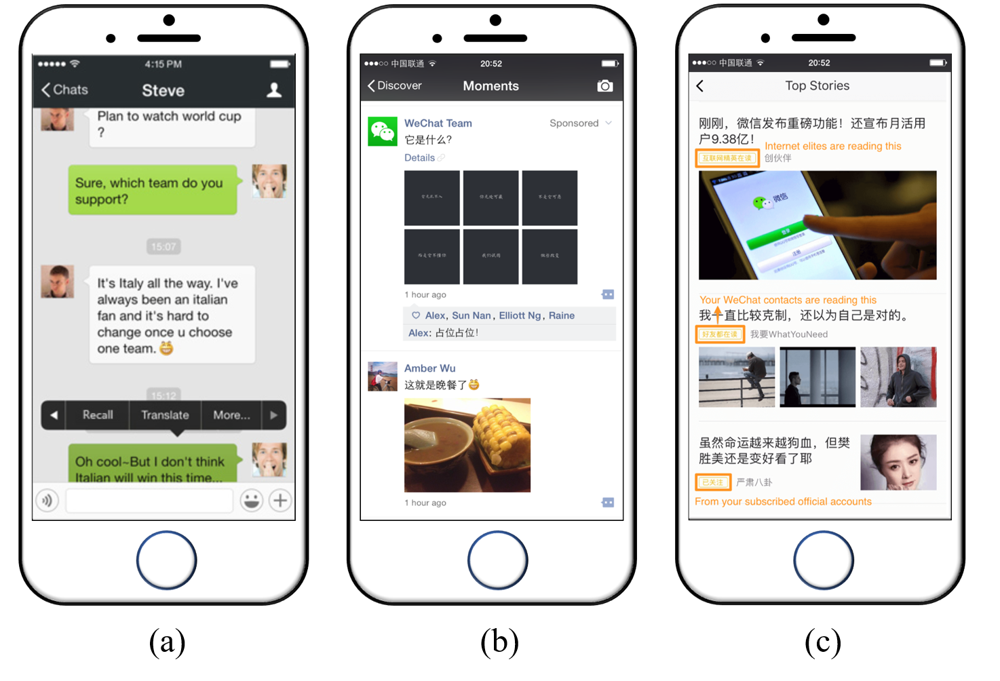 4:15 PM
Chats
Steve
Plan to watch world cup
?
Sure, which team do you
support?
15:07
It's Italy all the way. I've
always been an italian
fan and it's hard to
change once u choose
one team.
15:12
Recall
Translate
More...
Oh cool~But I don't think
Italian will win this time...
(a)
中国联通
20:52
Discover
Moments
WeChat Team
Sponsored
它是什么?
Details
1 hour ago
Alex, Sun Nan, Elliott Ng, Raine
Alex: 占位占位!
Amber Wu
这就是晚餐了
1 hour ago
(b)
中国联通
20:52
Top Stories
刚刚，微信发布重磅功能！还宣布月活用
户9.38亿！
Internet elites are reading this
互联网精英在读
创伙伴
微信
登录
注册
Your WeChat contacts are reading this
我一直比较克制，还以为自己是对的。
好友都在读
我要WhatYouNeed
虽然命运越来越狗血，但樊
胜美还是变好看了耶
已关注
严肃八卦
From your subscribed official accounts
(c)